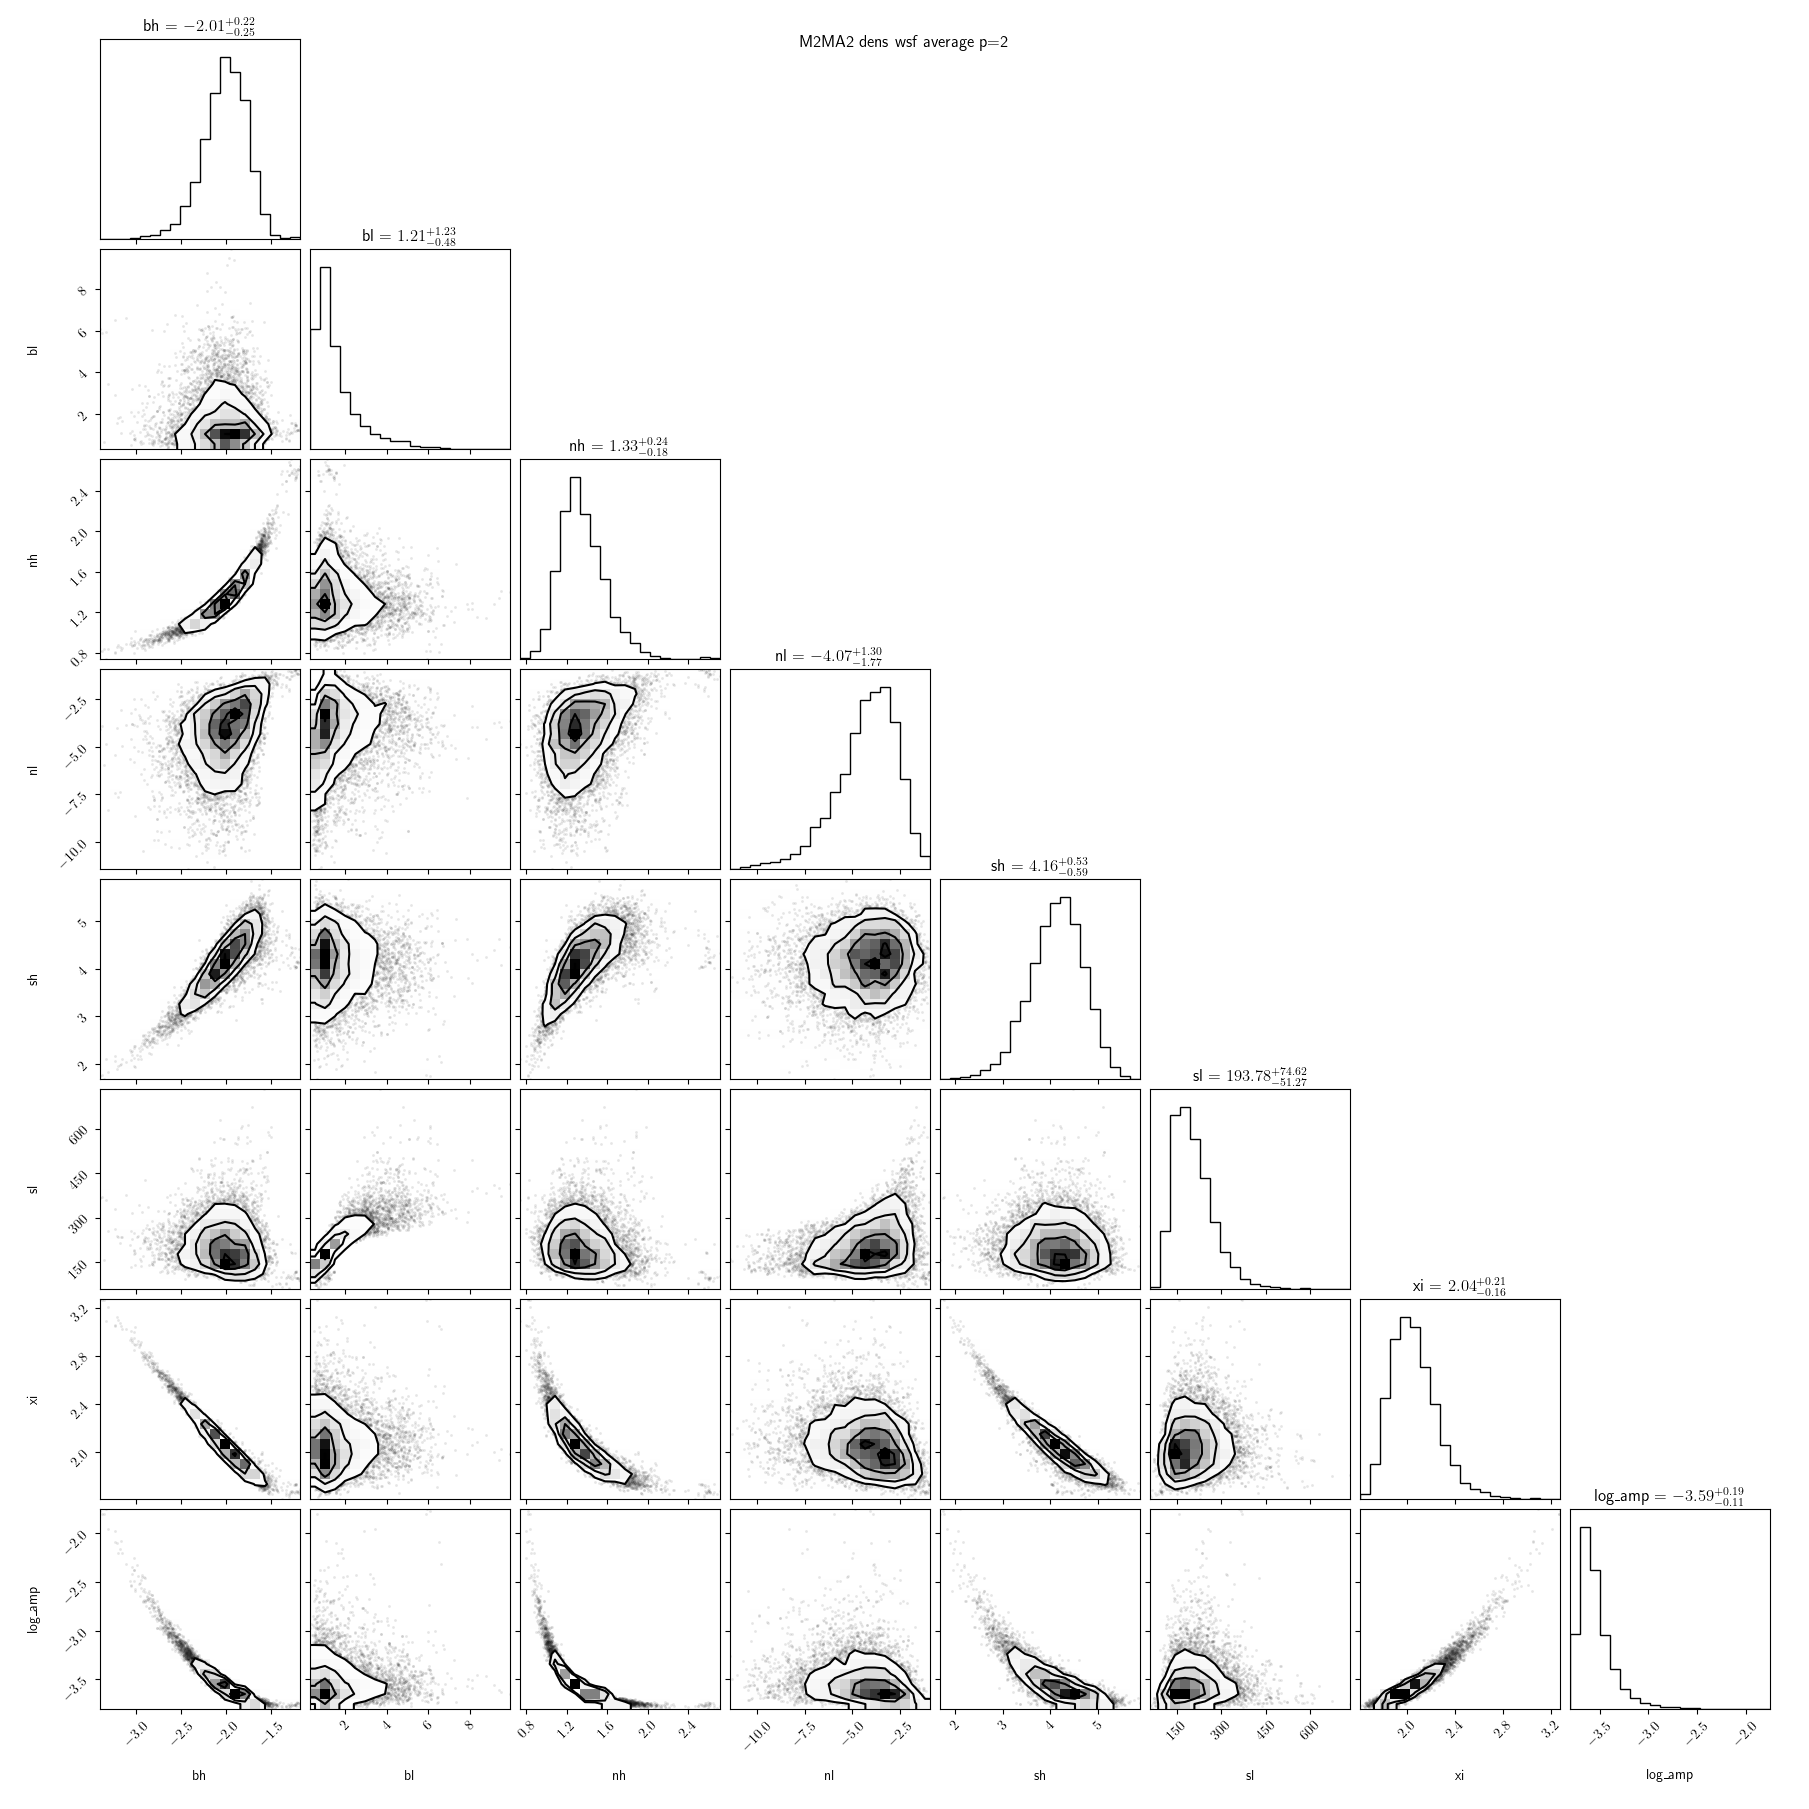 bh = −2.01 +0.22 −0.25
M2MA2 dens wsf average p=2
bl = 1.21 +1.23 −0.48
8
6
4
2
bl
nh = 1.33 +0.24 −0.18
2.4
2.0
1.6
1.2
0.8
nh
nl = −4.07 +1.30 −1.77
−2.5
−5.0
−7.5
−10.0
nl
sh = 4.16 +0.53 −0.59
5
4
3
2
sh
sl = 193.78 +74.62 −51.27
600
450
300
150
sl
xi = 2.04 +0.21 −0.16
3.2
2.8
2.4
2.0
xi
log_amp = −3.59 +0.19 −0.11
−2.0
−2.5
−3.0
−3.5
log_amp
−3.0 −2.5 −2.0 −1.5 2 4 6 8 0.8 1.2 1.6 2.0 2.4 −10.0 −7.5 −5.0 −2.5 2 3 4 5 150 300 450 600 2.0 2.4 2.8 3.2 −3.5 −3.0 −2.5 −2.0
bh bl nh nl sh sl xi log_amp